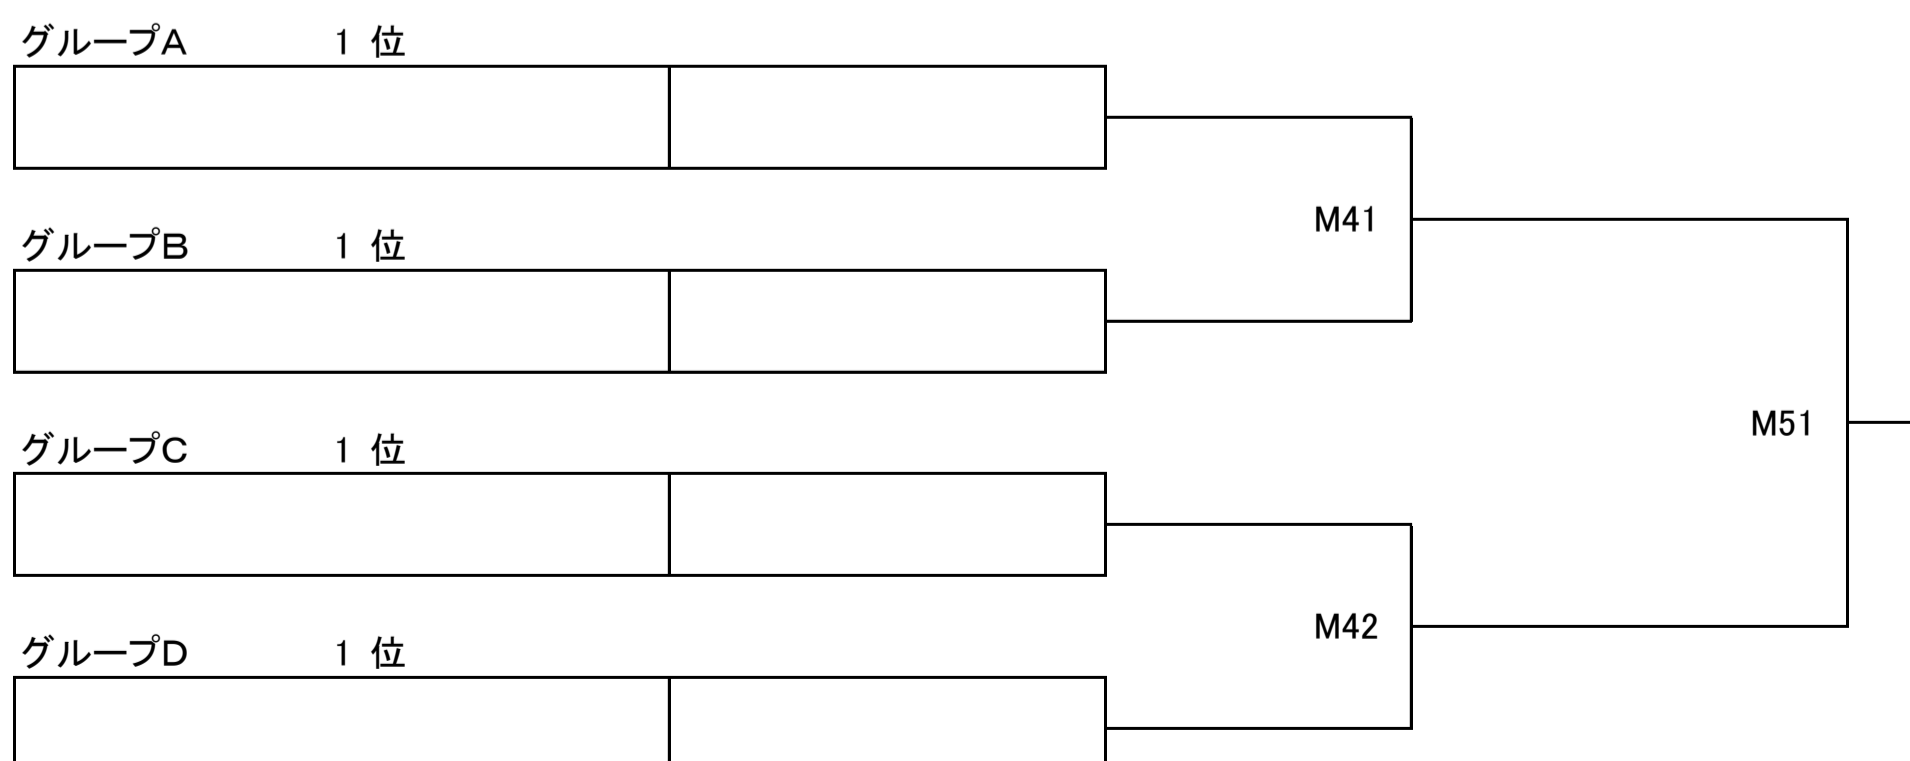 グループA 1 位
M41
グループB 1 位
M51
グループC 1 位
M42
グループD 1 位